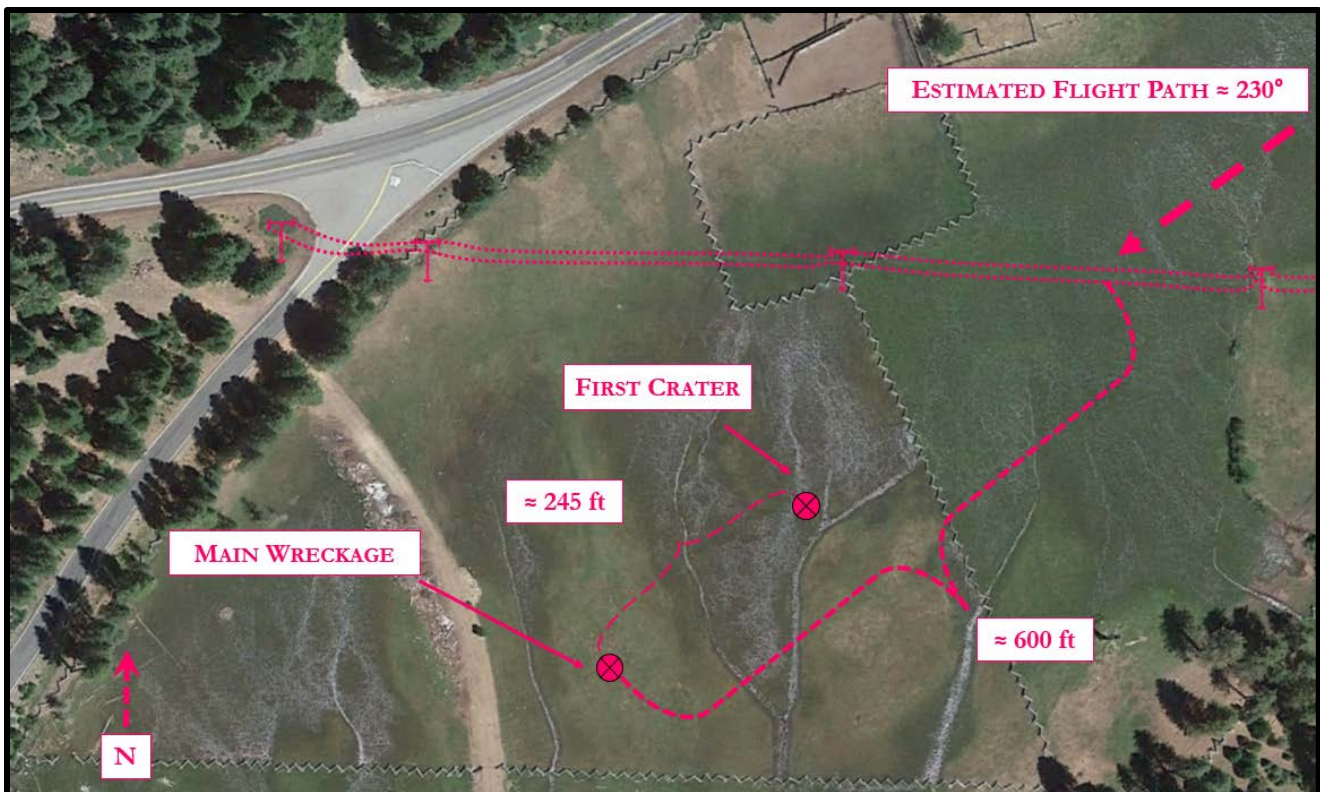 ESTIMATED FLIGHT PATH ≈ 230°
FIRST CRATER
≈ 245 ft
MAIN WRECKAGE
≈ 600 ft
N